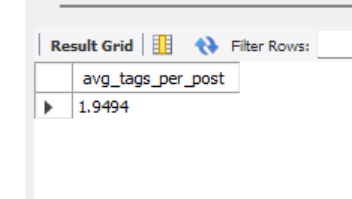 Result Grid Filter Rows:
avg_tags_per_post
1.9494